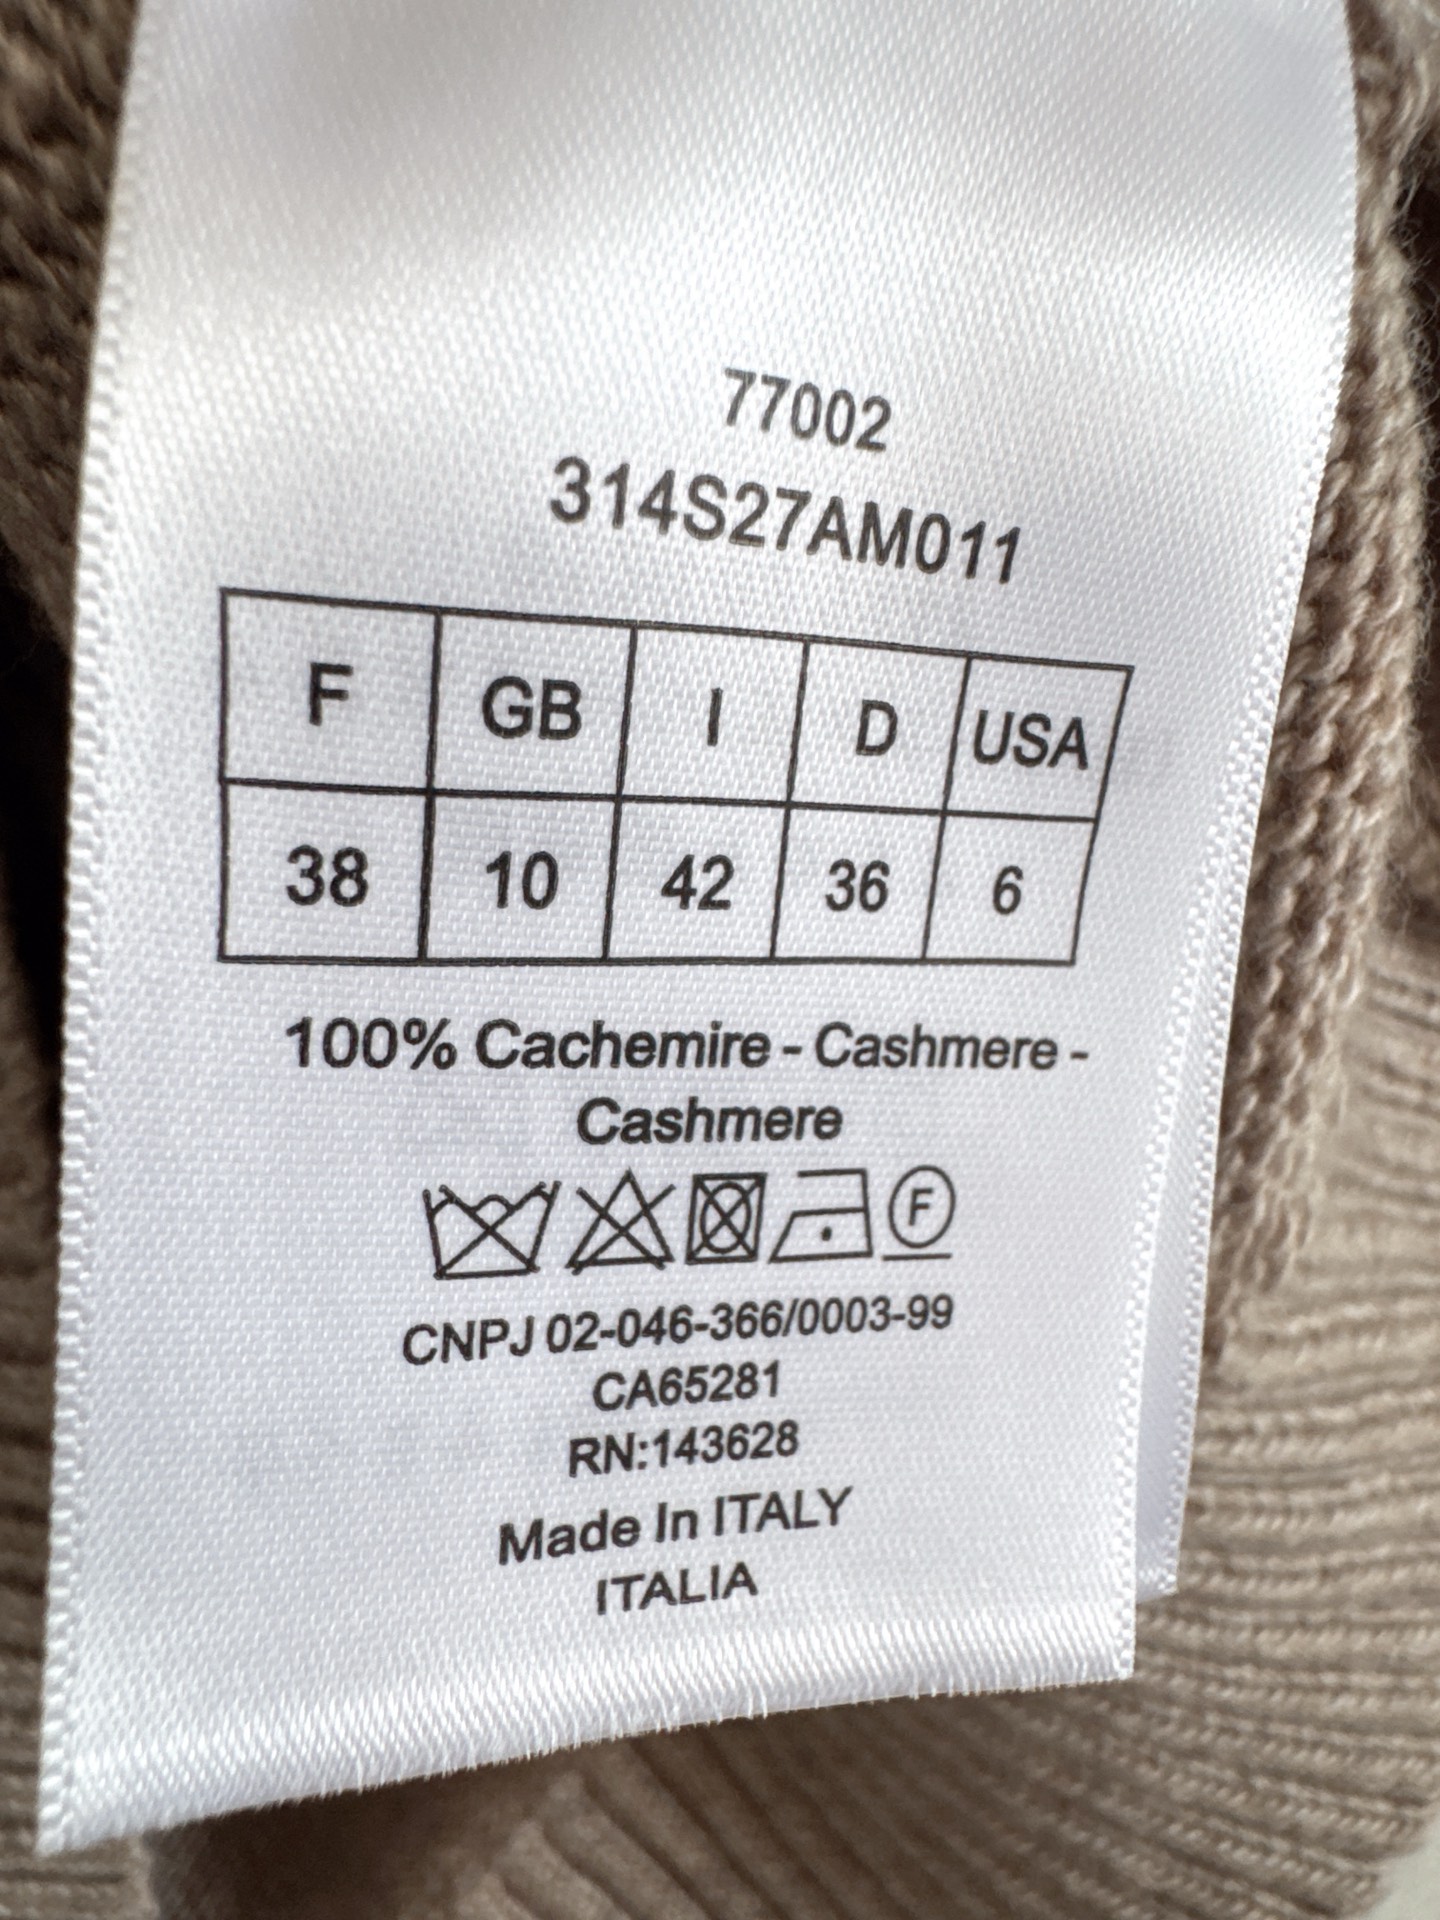 77002
314S27AM011
F GB I D USA
38 10 42 36 6
100% Cachemire - Cashmere -
Cashmere
F
CNPJ 02-046-366/0003-99
CA65281
RN:143628
Made In ITALY
ITALIA